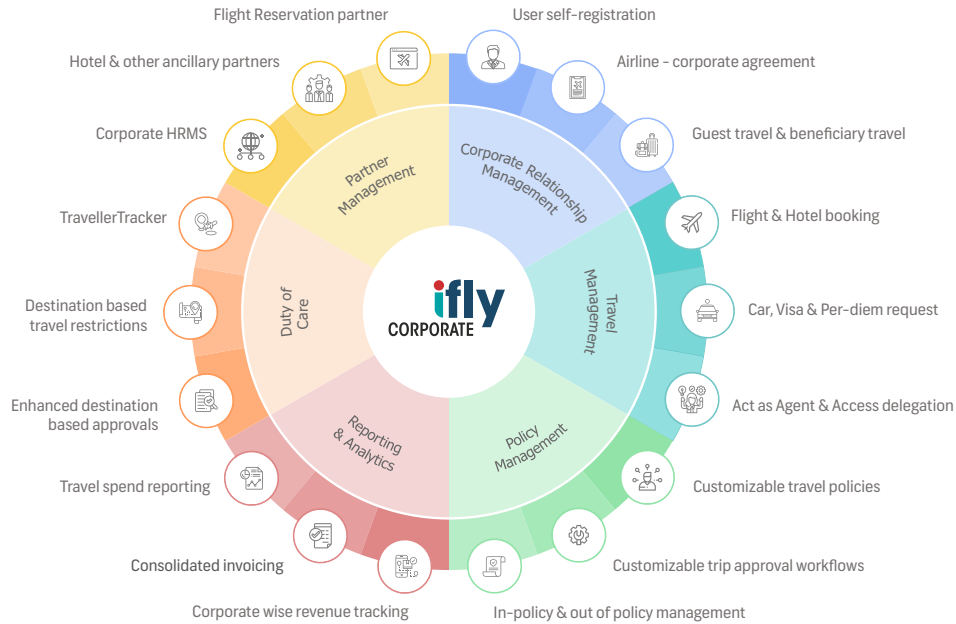 Flight Reservation partner
User self-registration
Hotel & other ancillary partners
Airline - corporate agreement
Corporate HRMS
Guest travel & beneficiary travel
TravellerTracker
Flight & Hotel booking
Destination based
travel restrictions
Car, Visa & Per-diem request
Enhanced destination
based approvals
Act as Agent & Access delegation
Travel spend reporting
Customizable travel policies
Consolidated invoicing
Customizable trip approval workflows
Corporate wise revenue tracking
In-policy & out of policy management
Partner
Management
Corporate Relationship
Management
Duty of
Care
Travel
Management
Reporting
& Analytics
Policy
Management
ifly
CORPORATE